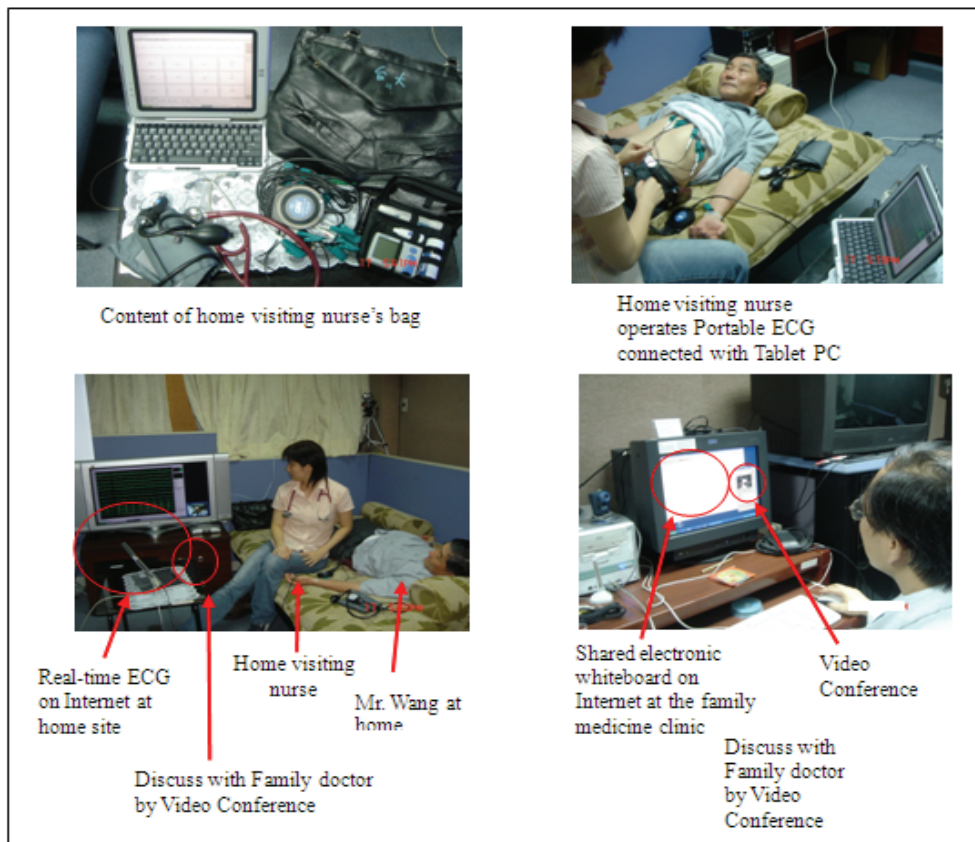 台大
Content of home visiting nurse's bag
Home visiting nurse
operates Portable ECG
connected with Tablet PC
Real-time ECG
on Internet at
home site
Home visiting
nurse
Mr. Wang at
home
Discuss with Family doctor
by Video Conference
Shared electronic
whiteboard on
Internet at the family
medicine clinic
Video
Conference
Discuss with
Family doctor
by Video
Conference